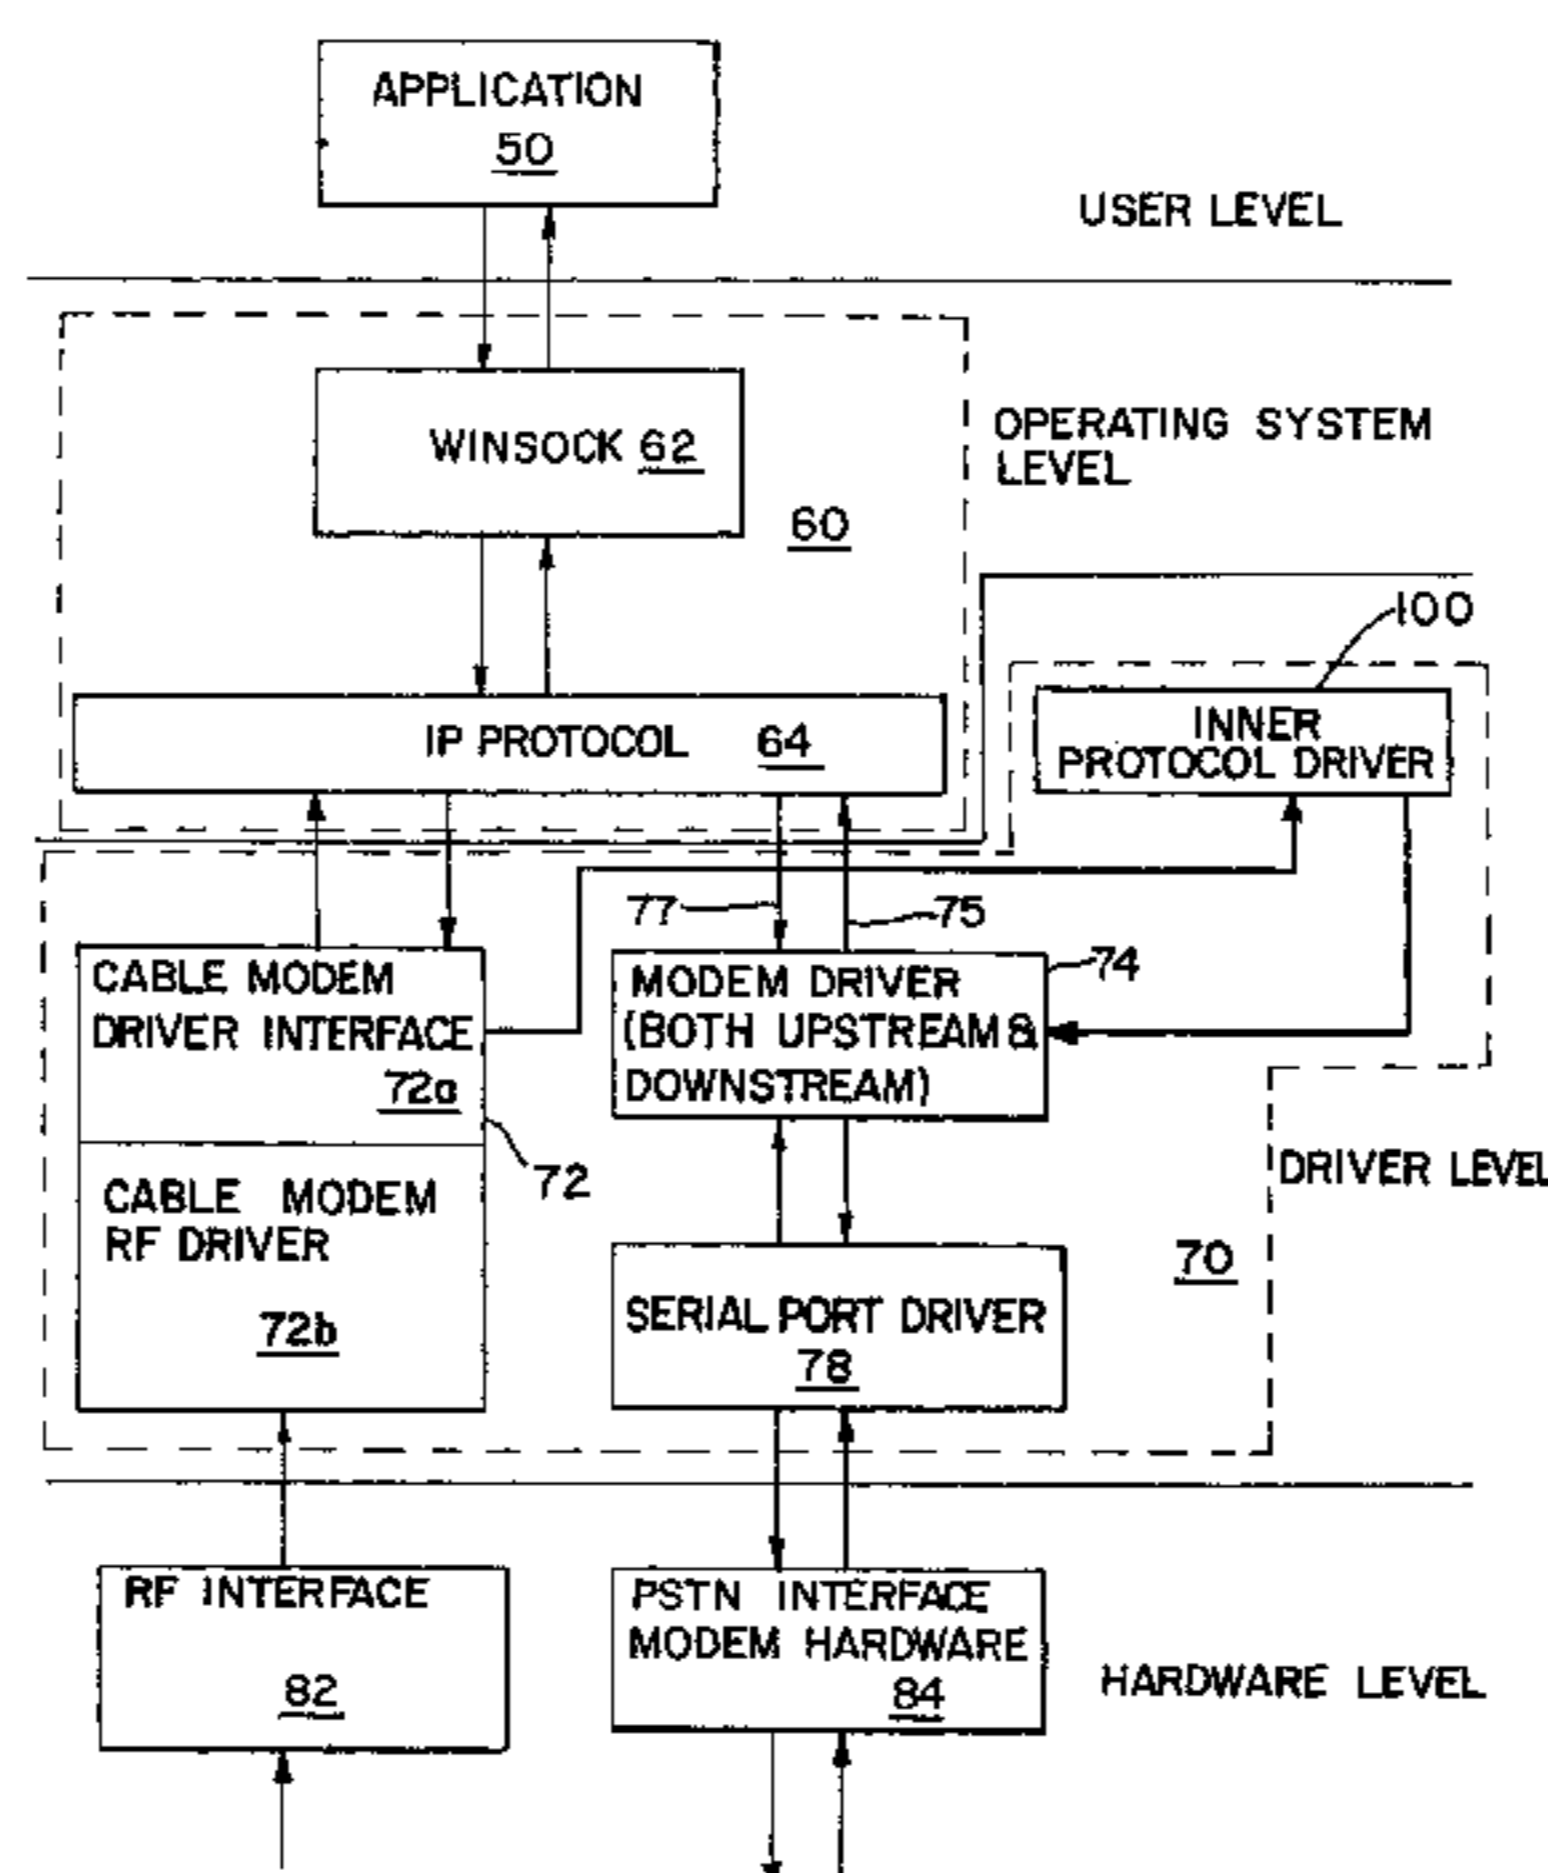 APPLICATION
50
USER LEVEL
WINSOCK 62
OPERATING SYSTEM
LEVEL
60
100
IP PROTOCOL 64
INNER
PROTOCOL DRIVER
77
75
CABLE MODEM
DRIVER INTERFACE
72a
72
MODEM DRIVER
(BOTH UPSTREAM &
DOWNSTREAM)
74
CABLE MODEM
RF DRIVER
72b
DRIVER LEVEL
70
SERIAL PORT DRIVER
78
RF INTERFACE
82
PSTN INTERFACE
MODEM HARDWARE
84
HARDWARE LEVEL